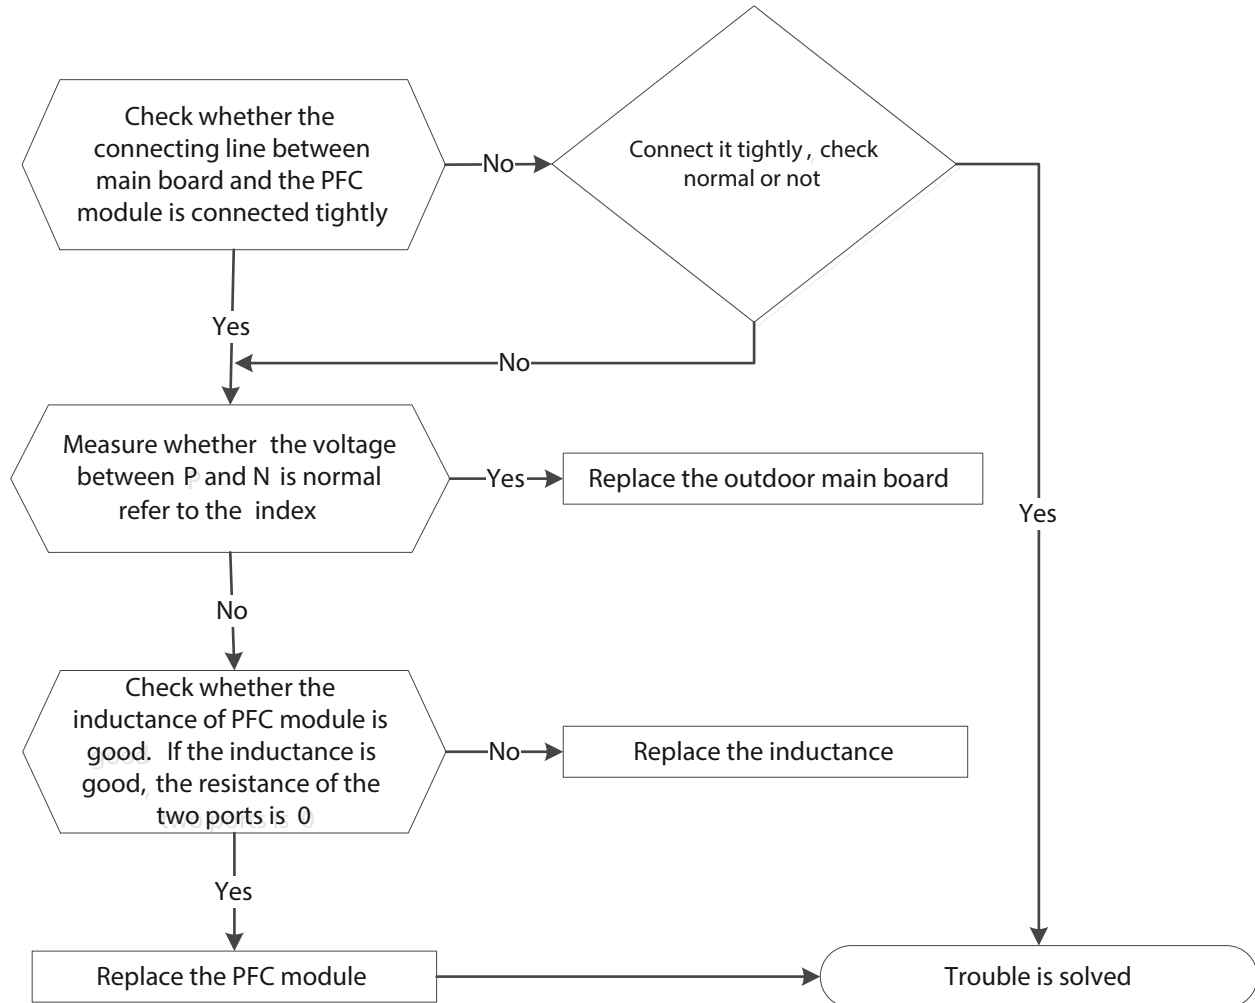 Check whether the
connecting line between
main board and the PFC
module is connected tightly
No
Connect it tightly, check
normal or not
Yes
No
Measure whether the voltage
between P and N is normal
refer to the index
Yes
Replace the outdoor main board
Yes
No
Check whether the
inductance of PFC module is
good. If the inductance is
good, the resistance of the
two ports is 0
No
Replace the inductance
Yes
Replace the PFC module
Trouble is solved